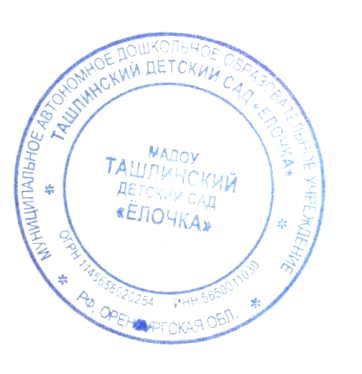 МУНИЦИПАЛЬНОЕ АВТОНОМНОЕ ДОШКОЛЬНОЕ ОБРАЗОВАТЕЛЬНОЕ УЧРЕЖДЕНИЕ
ТАШЛИНСКИЙ ДЕТСКИЙ САД «ЁЛОЧКА»
МАДОУ
ТАШЛИНСКИЙ
ДЕТСКИЙ САД
«ЁЛОЧКА»
ОГРН 1145658020254 ИНН 5650011030
* РФ. ОРЕНБУРГСКАЯ ОБЛ. *